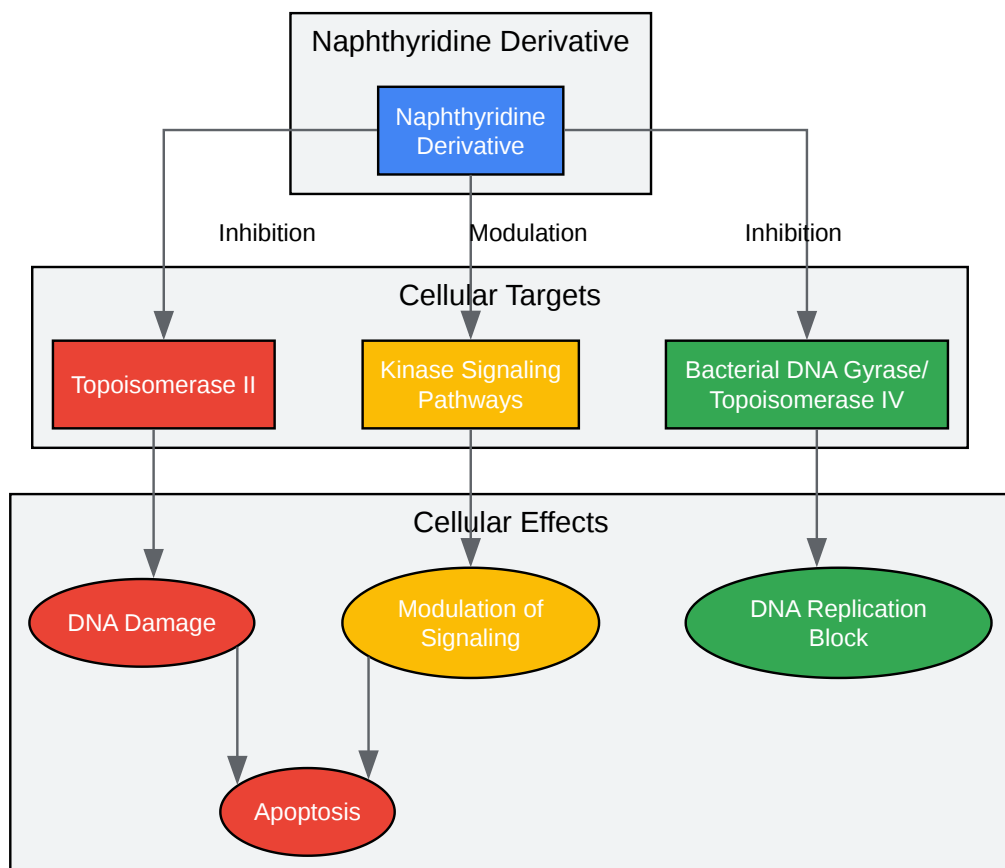 Naphthyridine Derivative
Naphthyridine
Derivative
Inhibition
Modulation
Inhibition
Cellular Targets
Topoisomerase II
Kinase Signaling
Pathways
Bacterial DNA Gyrase/
Topoisomerase IV
Cellular Effects
DNA Damage
Modulation of
Signaling
DNA Replication
Block
Apoptosis